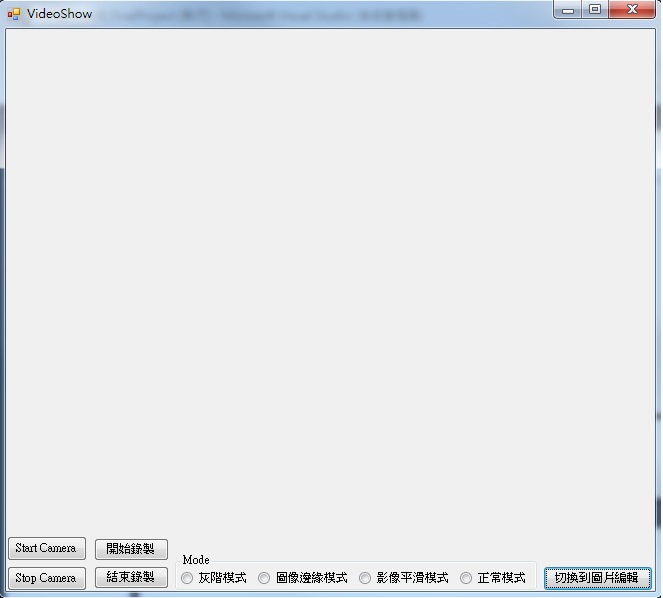 VideoShow
Start Camera
開始錄製
Stop Camera
結束錄製
Mode
灰階模式
圖像邊緣模式
影像平滑模式
正常模式
切換到圖片編輯